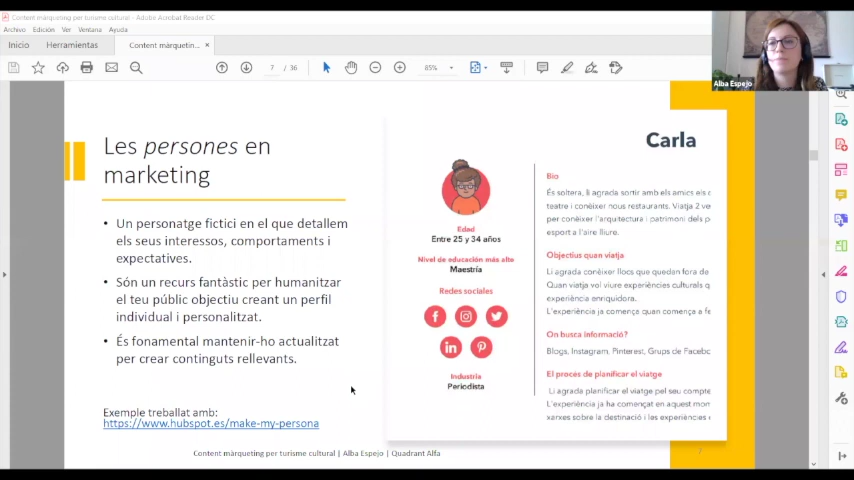 Content màrqueting per turisme cultural - Adobe Acrobat Reader DC
Archivo Edición Ver Ventana Ayuda
Inicio Herramientas Content màrquetin... ×
7 / 36 85%
Alba Espejo
Les persones en
marketing
• Un personatge fictici en el que detallem
els seus interessos, comportaments i
expectatives.
• Són un recurs fantàstic per humanitzar
el teu públic objectiu creant un perfil
individual i personalitzat.
• És fonamental mantenir-ho actualitzat
per crear continguts rellevants.
Exemple treballat amb:
https://www.hubspot.es/make-my-persona
Carla
Edad
Entre 25 y 34 años
Nivel de educación más alte
Maestría
Redes sociales
Industria
Periodista
Bio
És soltera, li agrada sortir amb els amics els c
teatre i conèixer nous restaurants. Viatja 2 ve
per conèixer l'arquitectura i patrimoni dels p
esport a l'aire lliure.
Objectius quan viatja
Li agrada conèixer llocs que quedan fora de
Quan viatja vol viure experiències culturals q
experiència enriquidora.
L'experiència ja comença quan comença a fe
On busca informació?
Blogs, Instagram, Pinterest, Grups de Facebo
El procés de planificar el viatge
Li agrada planificar el viatge pel seu compte
L'experiència ja ha començat en aquest mom
xarxes sobre la destinació i les experiències
Content màrqueting per turisme cultural | Alba Espejo | Quadrant Alfa
7